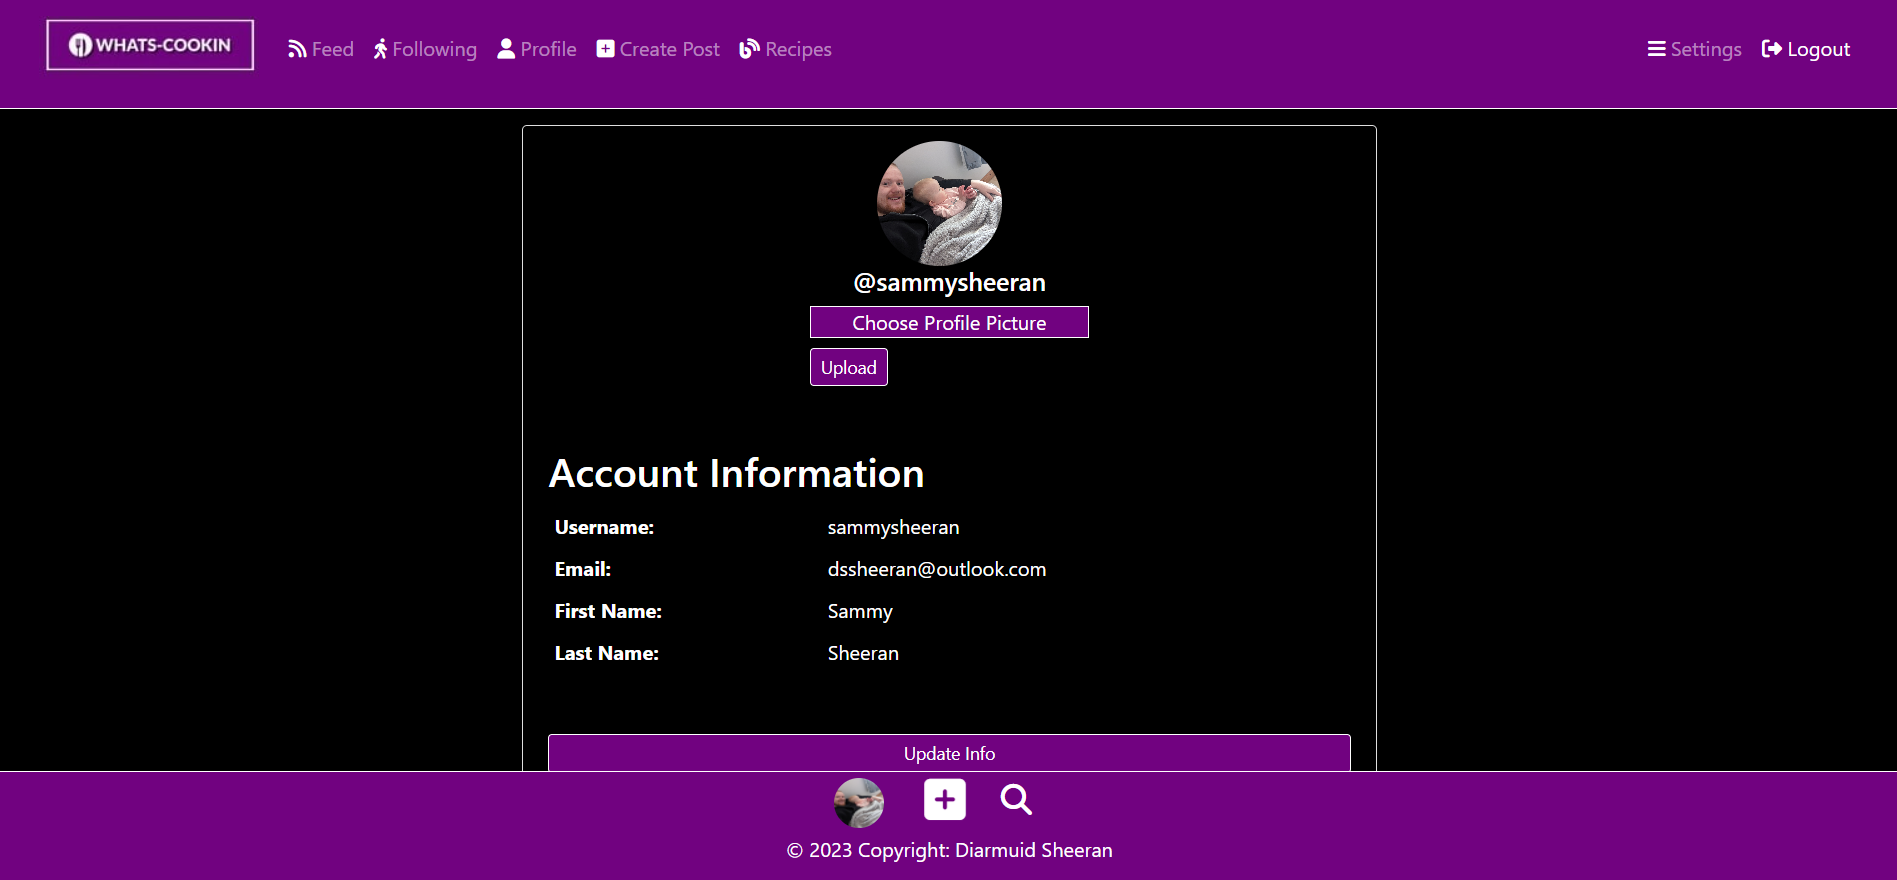 WHATS-COOKIN Feed Following Profile Create Post Recipes Settings Logout
@sammysheeran
Choose Profile Picture
Upload
Account Information
Username: sammysheeran
Email: dssheeran@outlook.com
First Name: Sammy
Last Name: Sheeran
Update Info
© 2023 Copyright: Diarmuid Sheeran